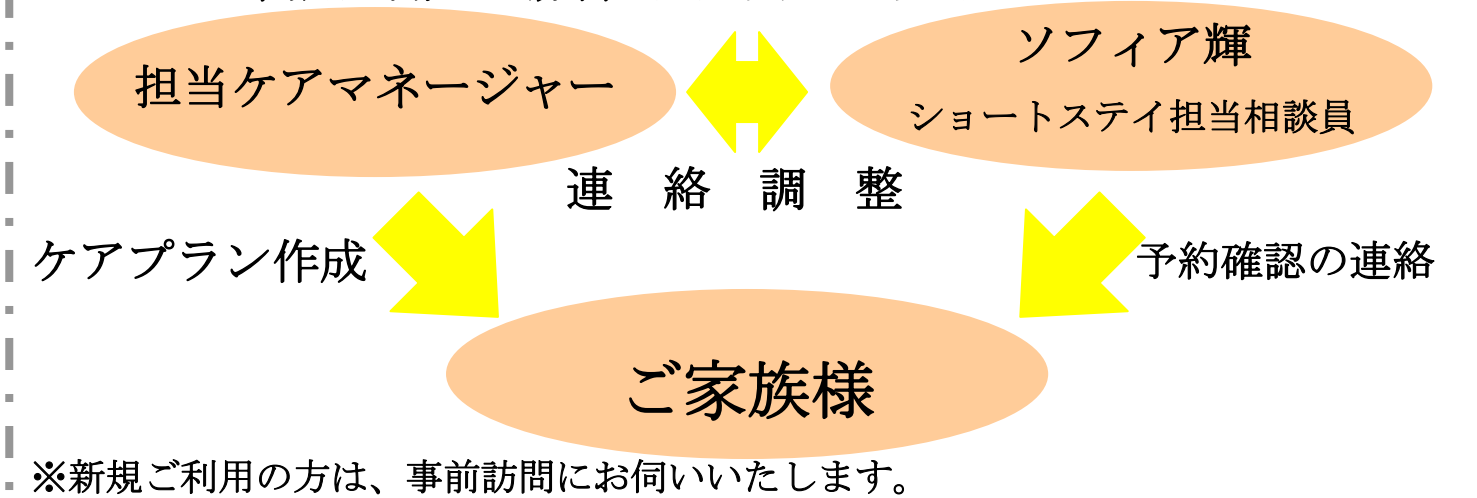 担当ケアマネージャー
ソフィア輝
ショートステイ担当相談員
連 絡 調 整
ケアプラン作成
予約確認の連絡
ご家族様
※新規ご利用の方は、事前訪問にお伺いいたします。